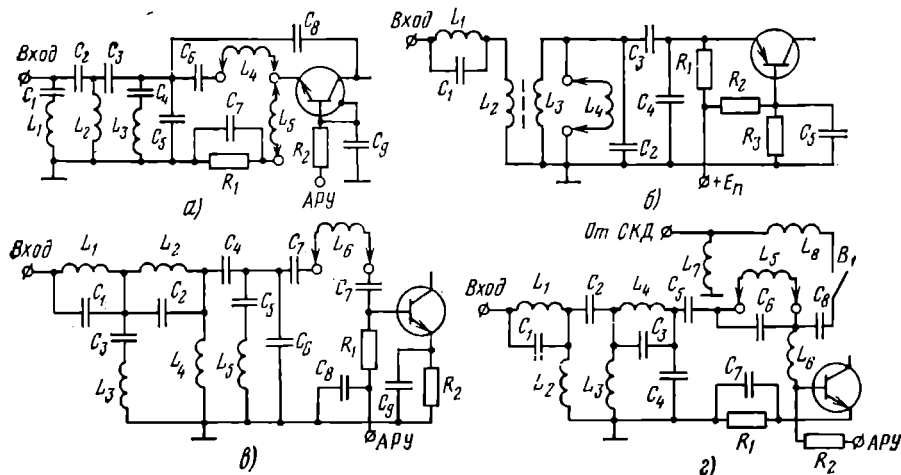 Вход
C₁
L₁
C₂
L₂
C₃
L₃
C₄
C₅
C₆
L₄
C₇
R₁
L₅
C₈
R₂
C₉
АРУ
а)
Вход
L₁
C₁
L₂
L₃
L₄
C₂
C₃
C₄
R₁
R₂
R₃
C₅
+Eп
б)
Вход
L₁
C₁
L₂
C₂
C₃
L₃
L₄
C₄
C₅
L₅
C₆
C₇
L₆
C₇
R₁
C₈
C₉
R₂
АРУ
в)
От СКД
L₈
B₁
L₇
L₅
Вход
L₁
C₁
C₂
L₂
L₃
L₄
C₃
C₄
C₅
C₆
C₈
L₆
C₇
R₁
R₂
АРУ
г)